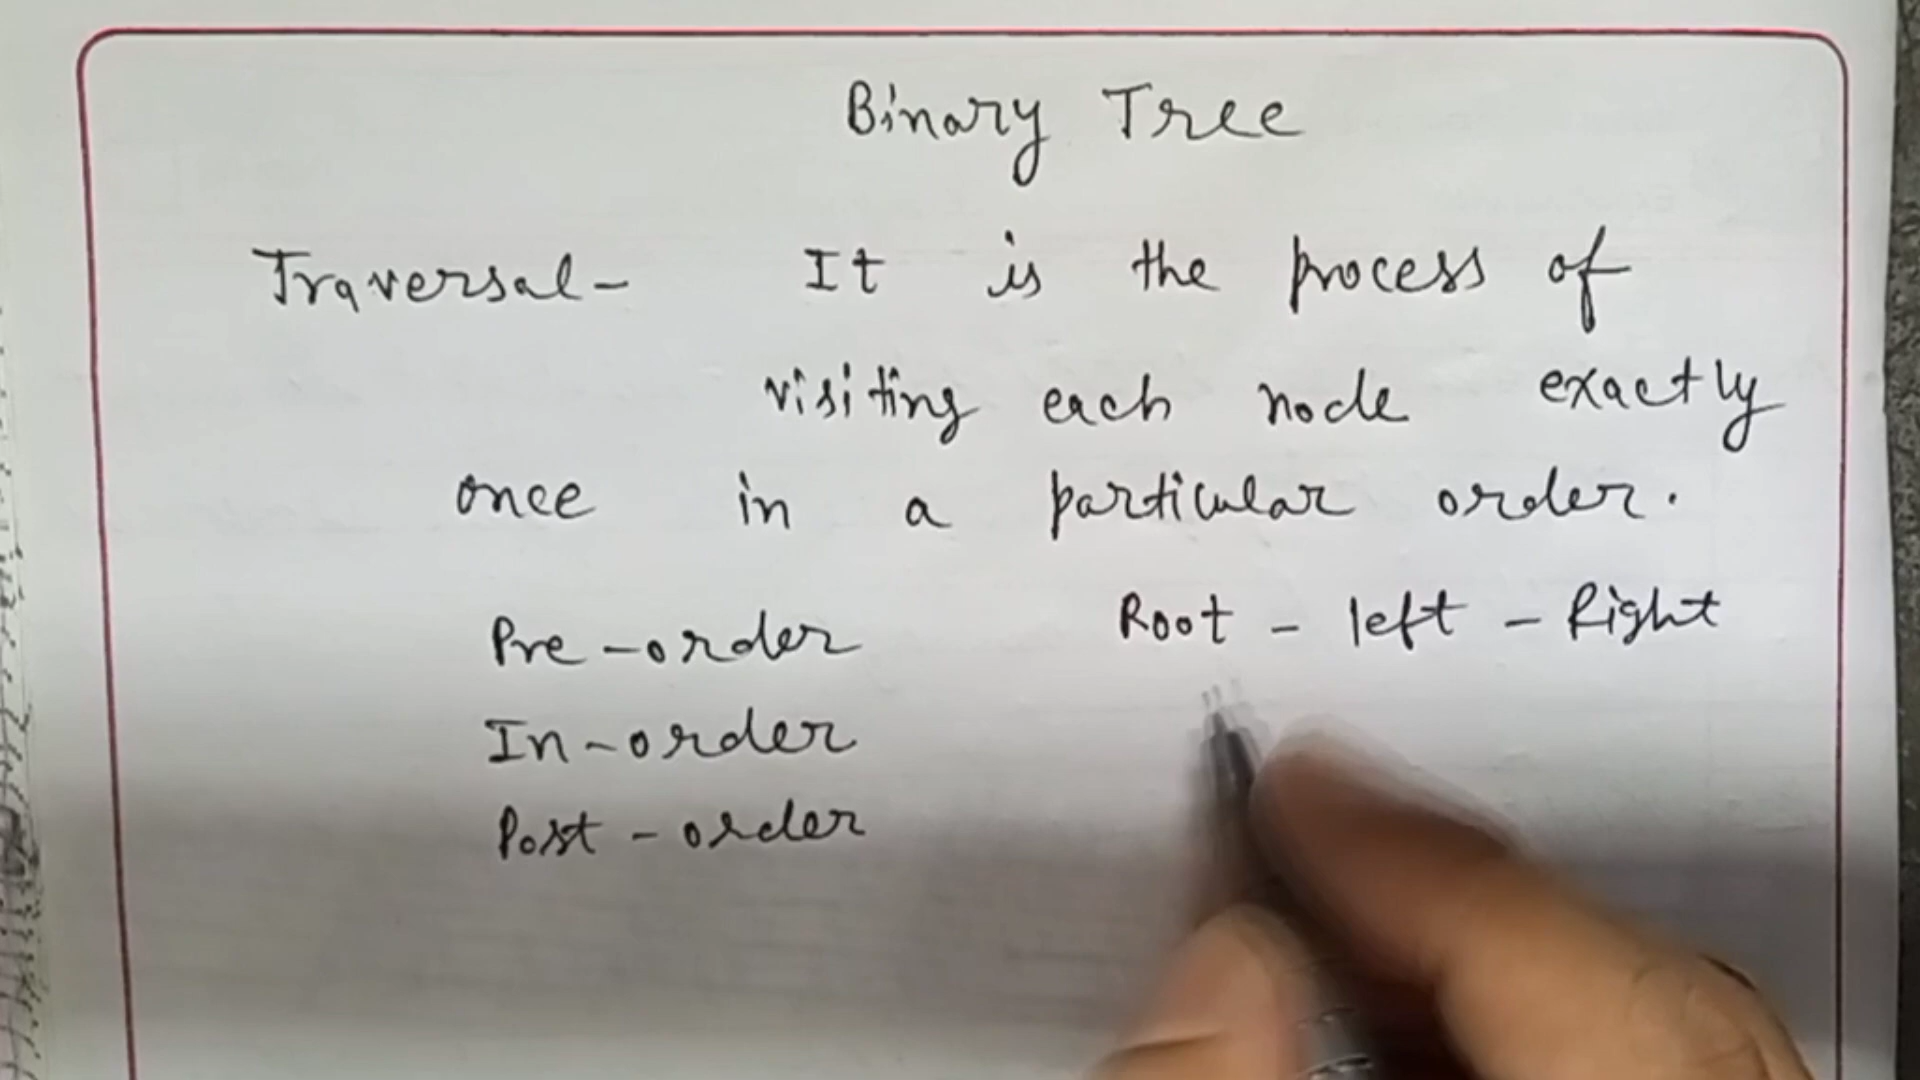 Binary Tree
Traversal- It is the process of
visiting each node exactly
once in a particular order.
Pre-order Root - left - Right
In-order
Post-order